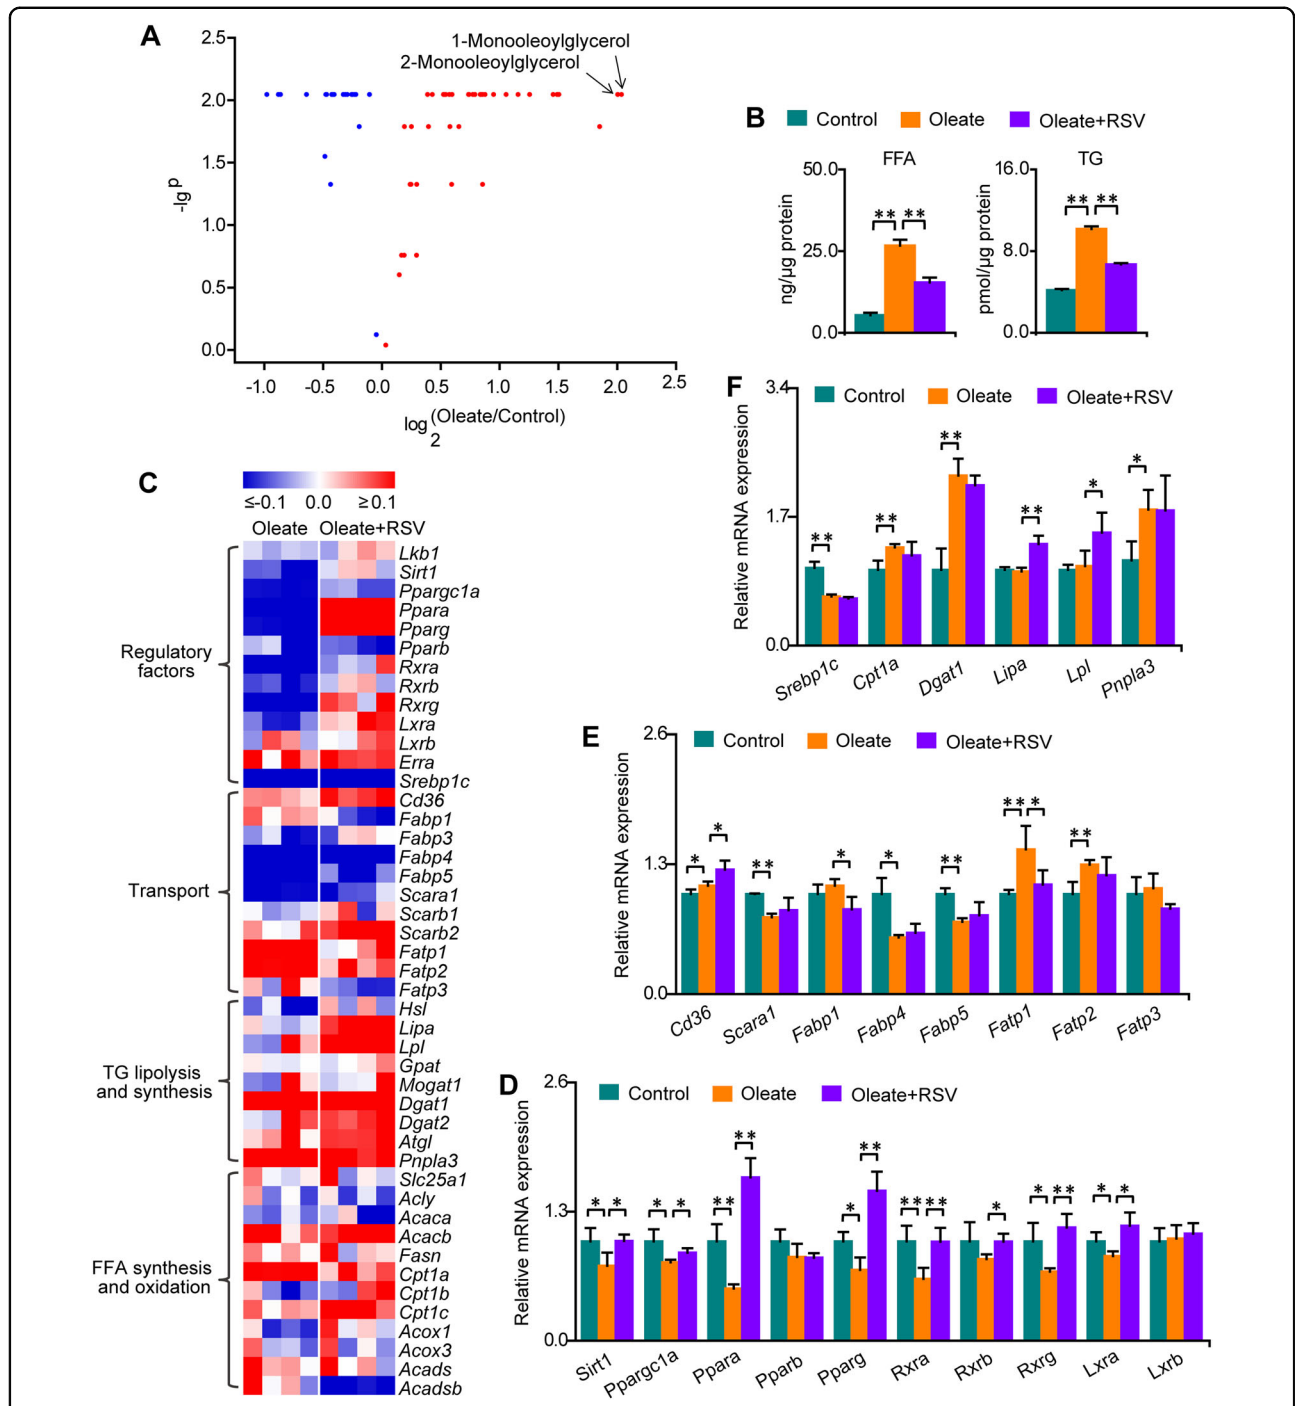 A
2.5
2.0
1.5
1.0
0.5
0.0
-lg p
-1.0 -0.5 0.0 0.5 1.0 1.5 2.0 2.5
log2 (Oleate/Control)
1-Monooleoylglycerol
2-Monooleoylglycerol
B
Control Oleate Oleate+RSV
FFA
50.0
25.0
0.0
ng/µg protein
** **
TG
16.0
8.0
0.0
pmol/µg protein
** **
C
≤-0.1 0.0 ≥0.1
Oleate Oleate+RSV
Regulatory
factors
Lkb1
Sirt1
Ppargc1a
Ppara
Pparg
Pparb
Rxra
Rxrb
Rxrg
Lxra
Lxrb
Erra
Srebp1c
Transport
Cd36
Fabp1
Fabp3
Fabp4
Fabp5
Scara1
Scarb1
Scarb2
Fatp1
Fatp2
Fatp3
TG lipolysis
and synthesis
Hsl
Lipa
Lpl
Gpat
Mogat1
Dgat1
Dgat2
Atgl
Pnpla3
FFA synthesis
and oxidation
Slc25a1
Acly
Acaca
Acacb
Fasn
Cpt1a
Cpt1b
Cpt1c
Acox1
Acox3
Acads
Acadsb
F
Control Oleate Oleate+RSV
3.4
1.7
0.0
Relative mRNA expression
** ** ** ** * *
Srebp1c Cpt1a Dgat1 Lipa Lpl Pnpla3
E
Control Oleate Oleate+RSV
2.6
1.3
0.0
Relative mRNA expression
* * ** * * ** ** * **
Cd36 Scara1 Fabp1 Fabp4 Fabp5 Fatp1 Fatp2 Fatp3
D
Control Oleate Oleate+RSV
2.6
1.3
0.0
Relative mRNA expression
* * * * ** ** * ** ** ** * * ** * *
Sirt1 Ppargc1a Ppara Pparb Pparg Rxra Rxrb Rxrg Lxra Lxrb